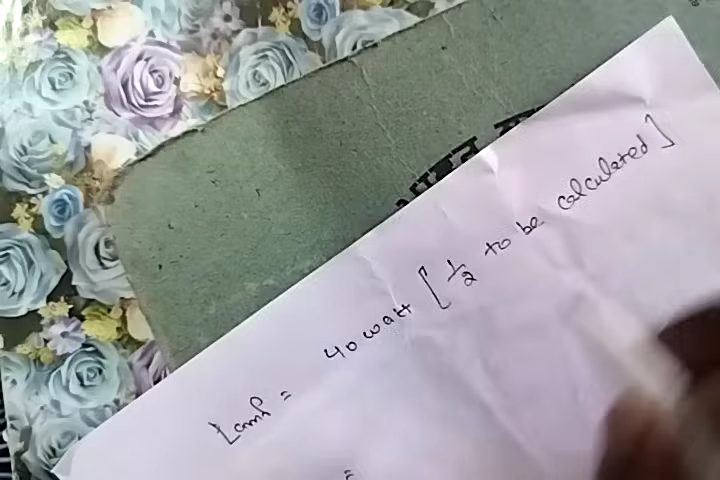 Lamp = 40 watt [ 1/2 to be calculated ]
=